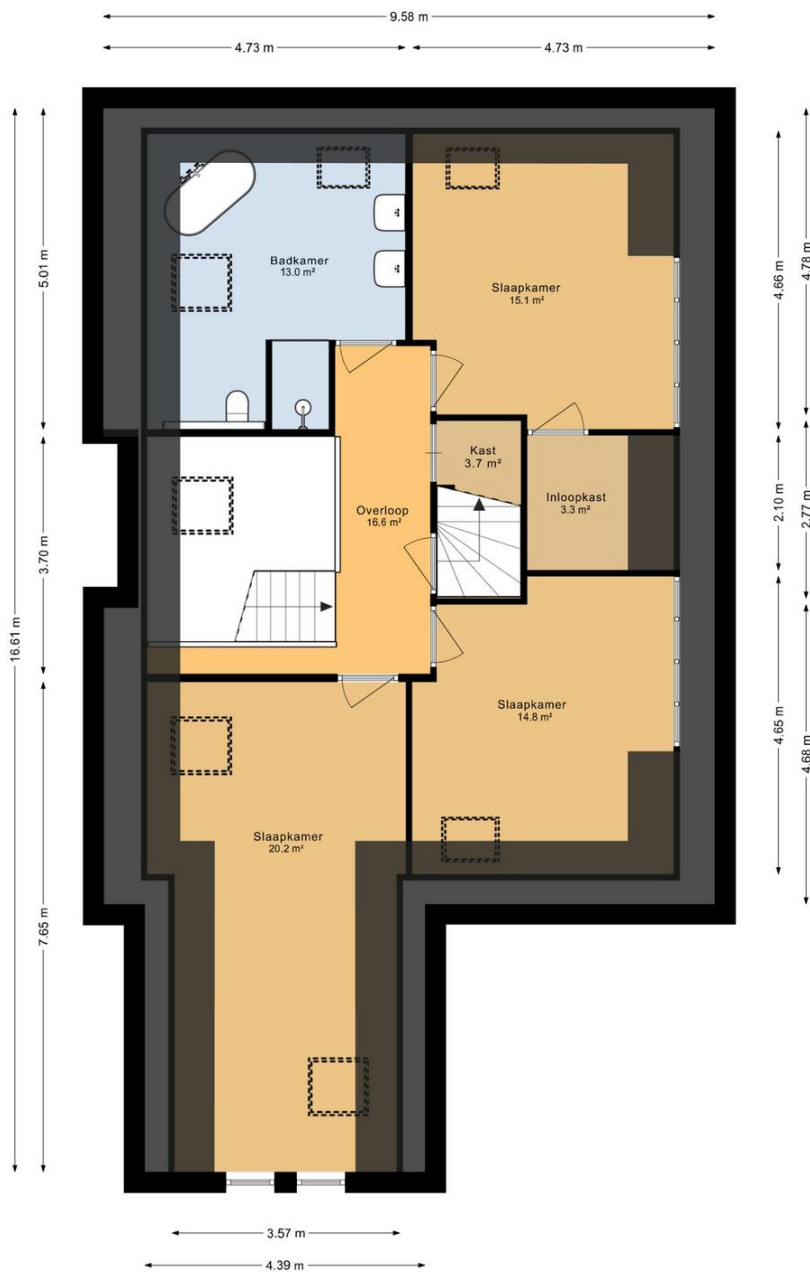 9.58 m
4.73 m
4.73 m
5.01 m
3.70 m
16.61 m
7.65 m
4.66 m
4.78 m
2.10 m
2.77 m
4.65 m
4.68 m
Badkamer
13.0 m²
Slaapkamer
15.1 m²
Kast
3.7 m²
Inloopkast
3.3 m²
Overloop
16.6 m²
Slaapkamer
14.8 m²
Slaapkamer
20.2 m²
3.57 m
4.39 m